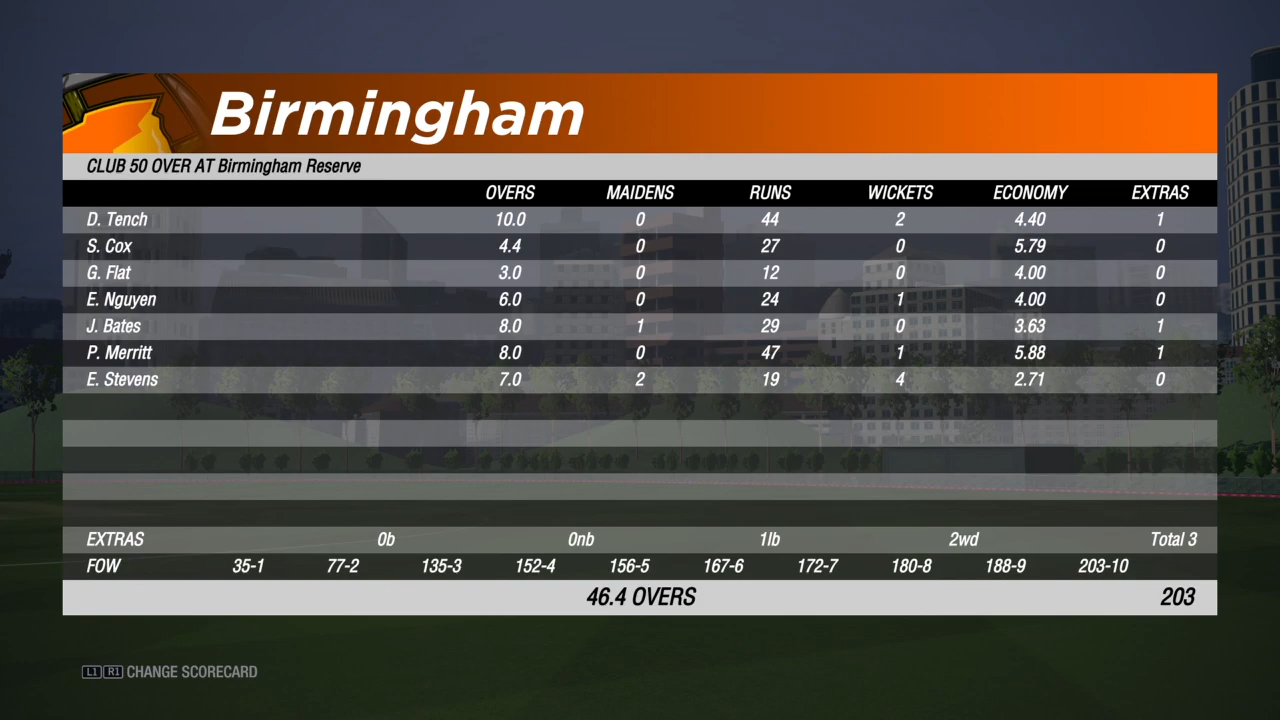 Birmingham
CLUB 50 OVER AT Birmingham Reserve
OVERS MAIDENS RUNS WICKETS ECONOMY EXTRAS
D. Tench 10.0 0 44 2 4.40 1
S. Cox 4.4 0 27 0 5.79 0
G. Flat 3.0 0 12 0 4.00 0
E. Nguyen 6.0 0 24 1 4.00 0
J. Bates 8.0 1 29 0 3.63 1
P. Merritt 8.0 0 47 1 5.88 1
E. Stevens 7.0 2 19 4 2.71 0
EXTRAS 0b 0nb 1lb 2wd Total 3
FOW 35-1 77-2 135-3 152-4 156-5 167-6 172-7 180-8 188-9 203-10
46.4 OVERS 203
L1 R1 CHANGE SCORECARD